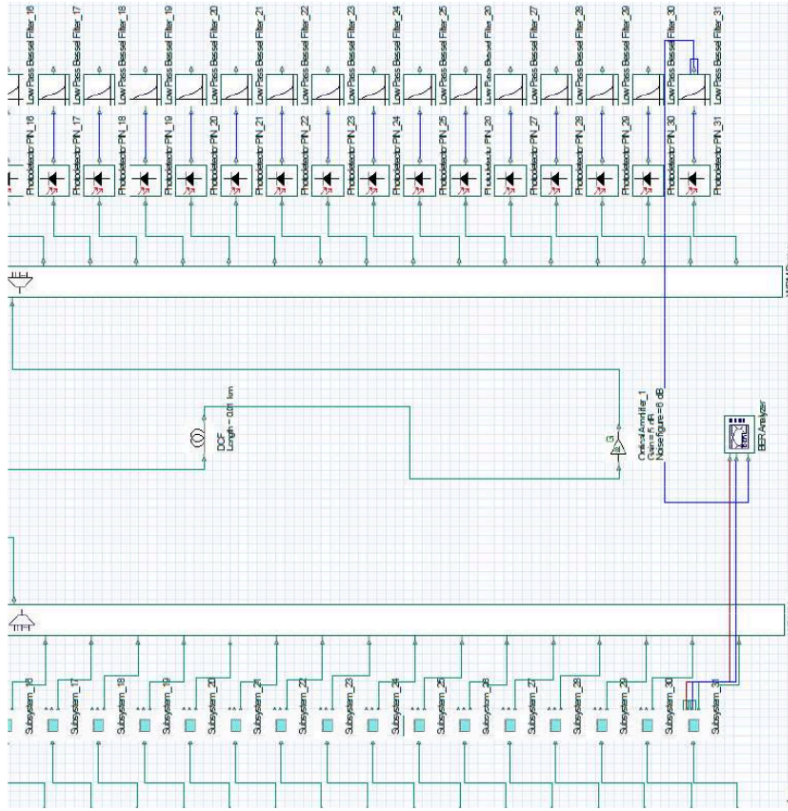 Low Pass Bessel Filter_16
Low Pass Bessel Filter_17
Low Pass Bessel Filter_18
Low Pass Bessel Filter_19
Low Pass Bessel Filter_20
Low Pass Bessel Filter_21
Low Pass Bessel Filter_22
Low Pass Bessel Filter_23
Low Pass Bessel Filter_24
Low Pass Bessel Filter_25
Low Pass Bessel Filter_26
Low Pass Bessel Filter_27
Low Pass Bessel Filter_28
Low Pass Bessel Filter_29
Low Pass Bessel Filter_30
Low Pass Bessel Filter_31
Photodetector PIN_16
Photodetector PIN_17
Photodetector PIN_18
Photodetector PIN_19
Photodetector PIN_20
Photodetector PIN_21
Photodetector PIN_22
Photodetector PIN_23
Photodetector PIN_24
Photodetector PIN_25
Photodetector PIN_26
Photodetector PIN_27
Photodetector PIN_28
Photodetector PIN_29
Photodetector PIN_30
Photodetector PIN_31
DCF
Length = 0.01 km
Optical Amplifier_1
Gain = 5 dB
Noise figure = 6 dB
BER Analyzer
Subsystem_16
Subsystem_17
Subsystem_18
Subsystem_19
Subsystem_20
Subsystem_21
Subsystem_22
Subsystem_23
Subsystem_24
Subsystem_25
Subsystem_26
Subsystem_27
Subsystem_28
Subsystem_29
Subsystem_30
Subsystem_31